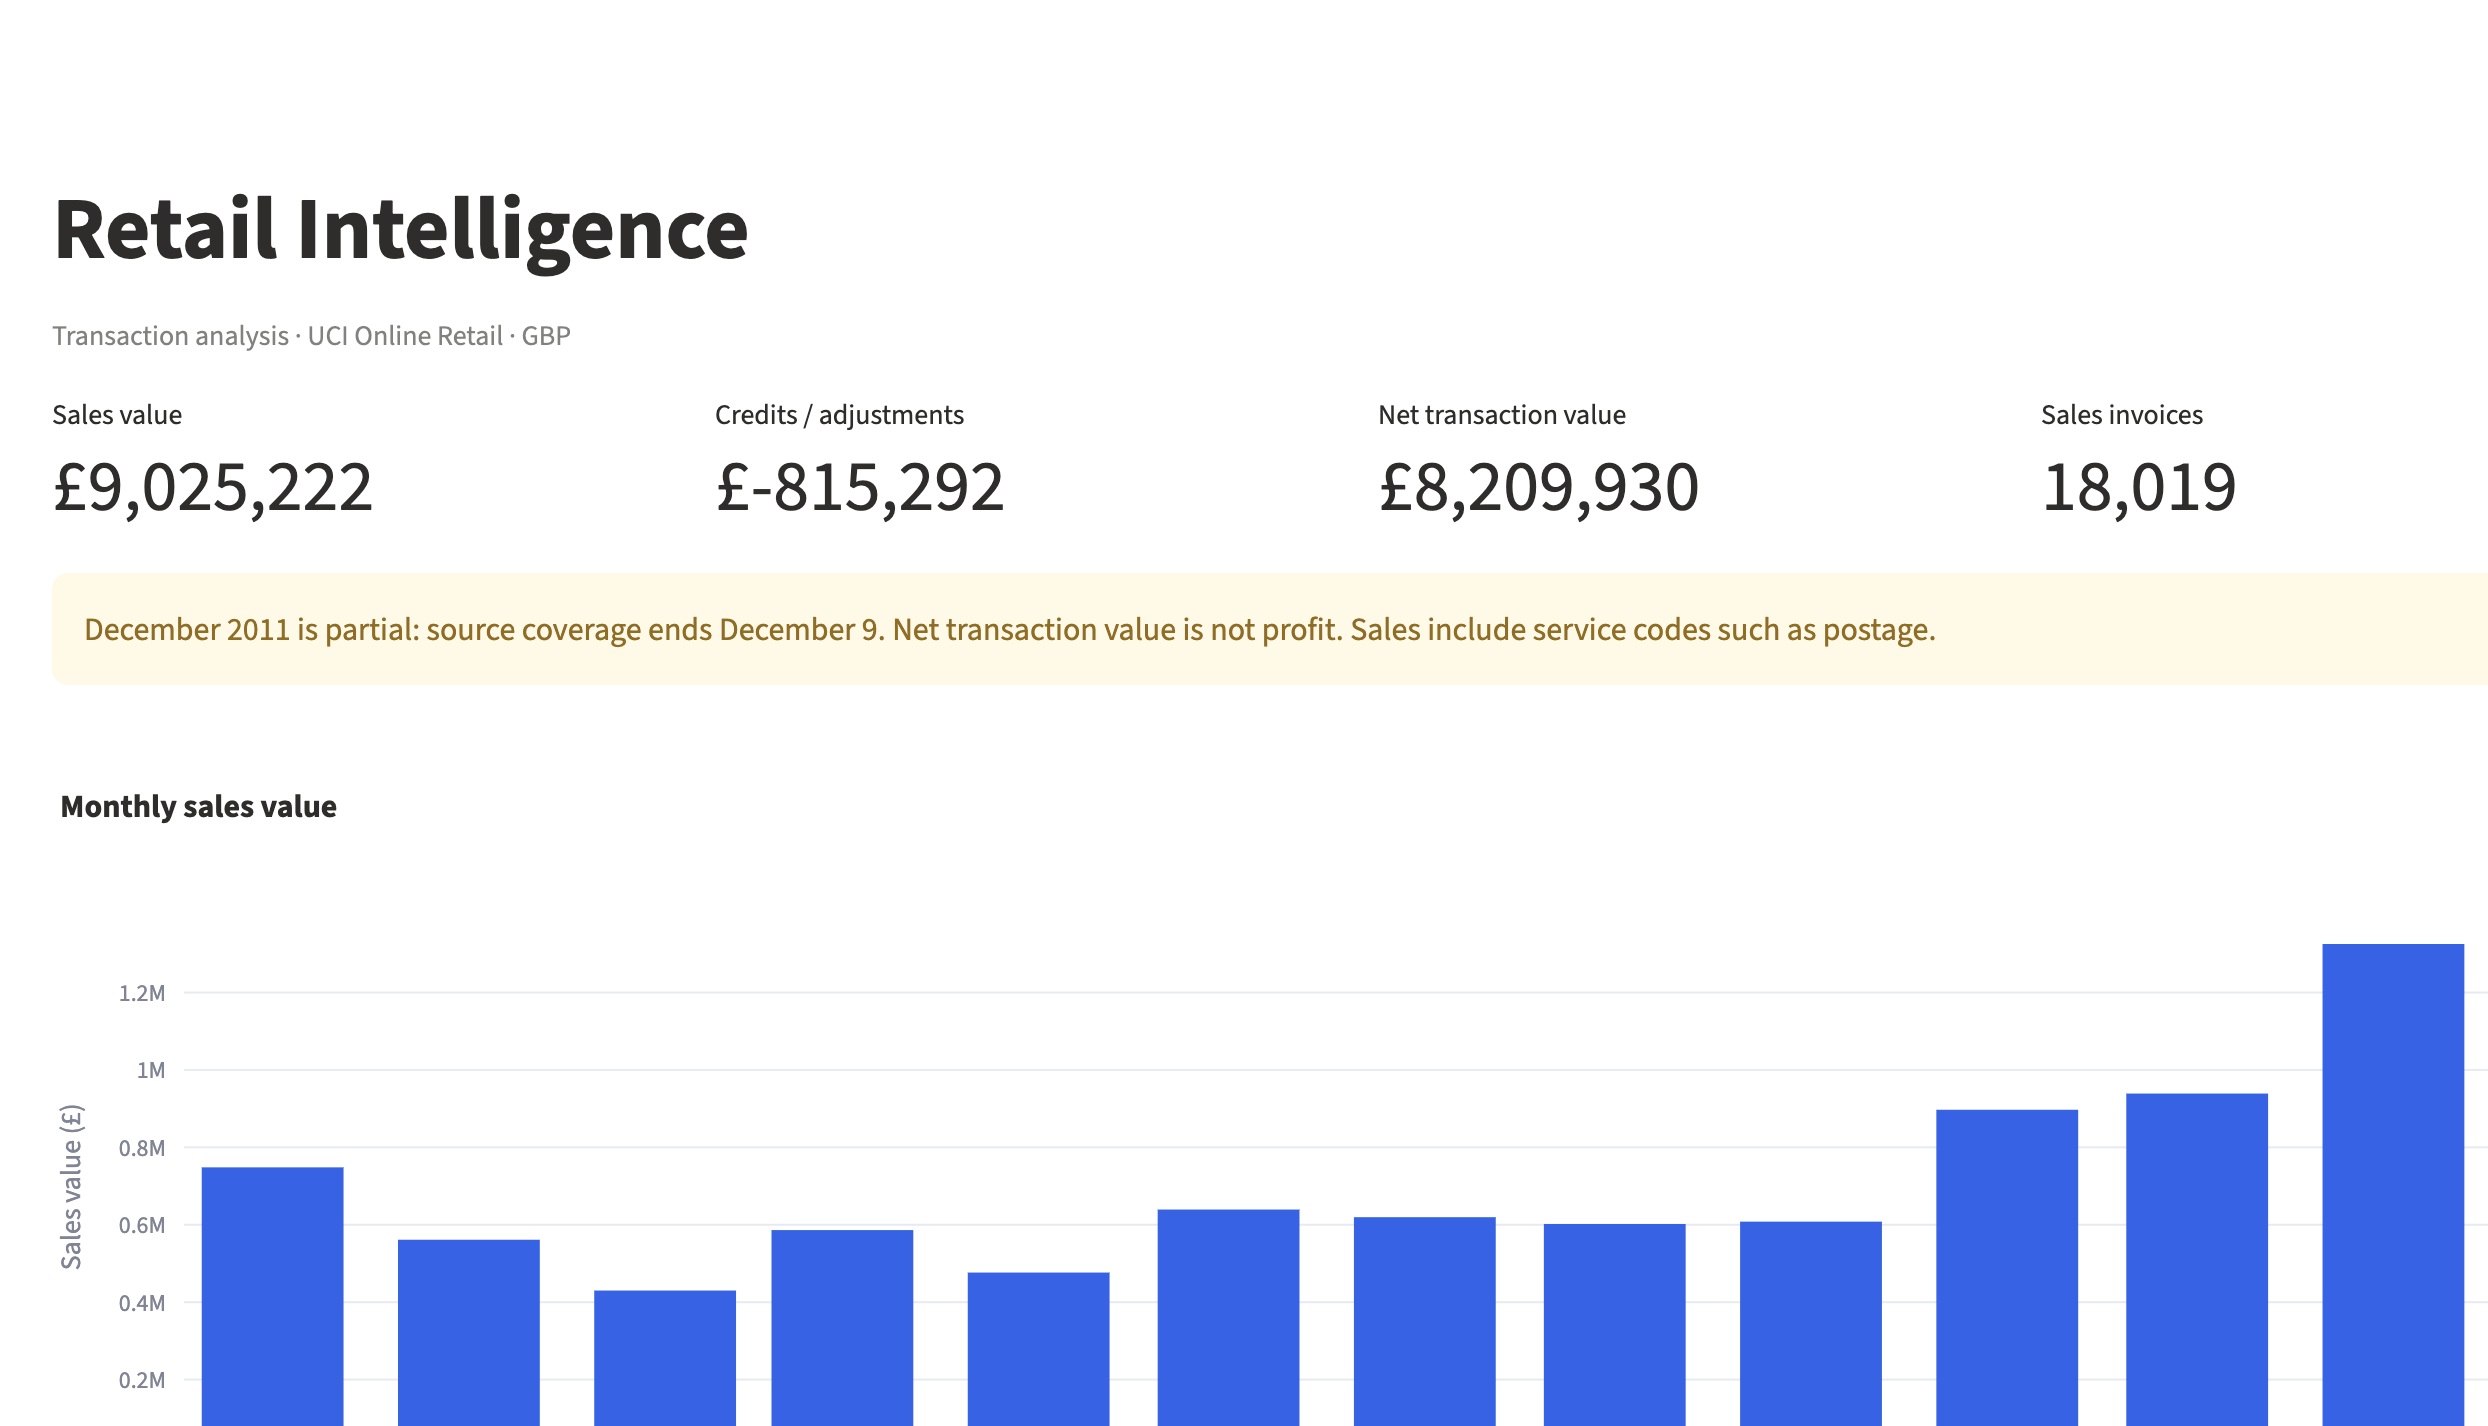 Retail Intelligence
Transaction analysis · UCI Online Retail · GBP
Sales value
£9,025,222
Credits / adjustments
£-815,292
Net transaction value
£8,209,930
Sales invoices
18,019
December 2011 is partial: source coverage ends December 9. Net transaction value is not profit. Sales include service codes such as postage.
Monthly sales value
Sales value (£)
1.2M
1M
0.8M
0.6M
0.4M
0.2M